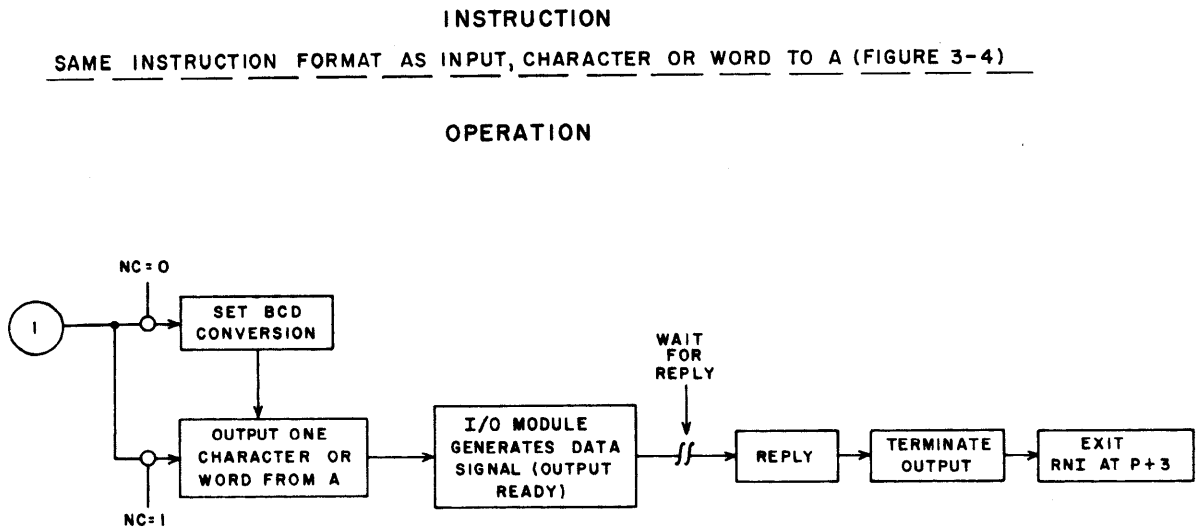 INSTRUCTION
SAME INSTRUCTION FORMAT AS INPUT, CHARACTER OR WORD TO A (FIGURE 3-4)
OPERATION
NC=0
1
SET BCD
CONVERSION
WAIT
FOR
REPLY
OUTPUT ONE
CHARACTER OR
WORD FROM A
I/O MODULE
GENERATES DATA
SIGNAL (OUTPUT
READY)
REPLY
TERMINATE
OUTPUT
EXIT
RNI AT P+3
NC=1